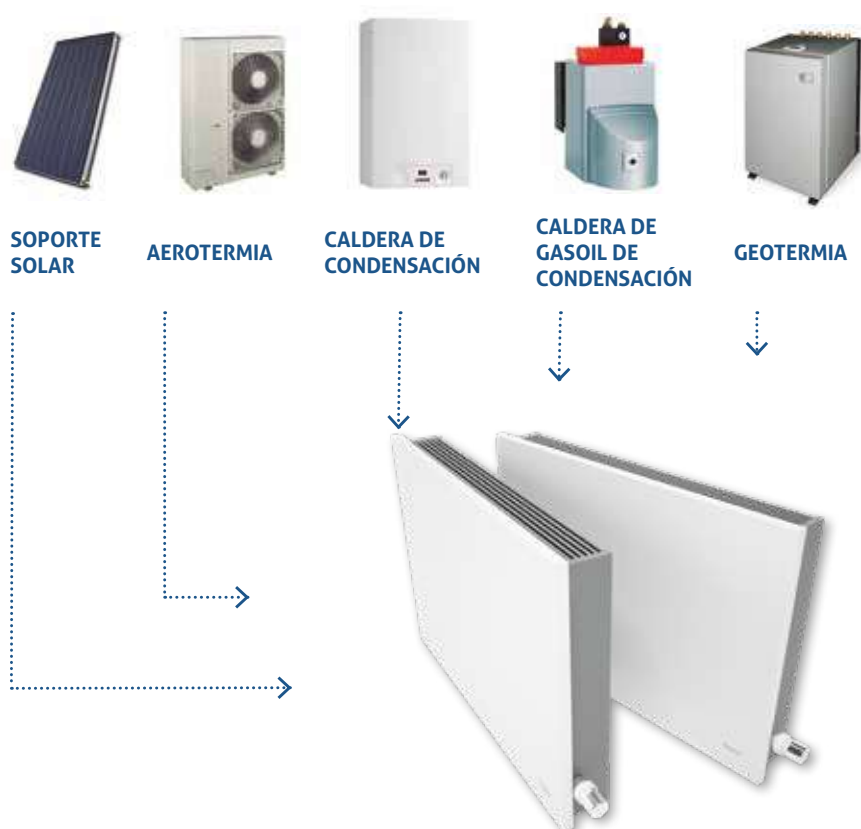 SOPORTE
SOLAR
AEROTERMIA
CALDERA DE
CONDENSACIÓN
CALDERA DE
GASOIL DE
CONDENSACIÓN
GEOTERMIA